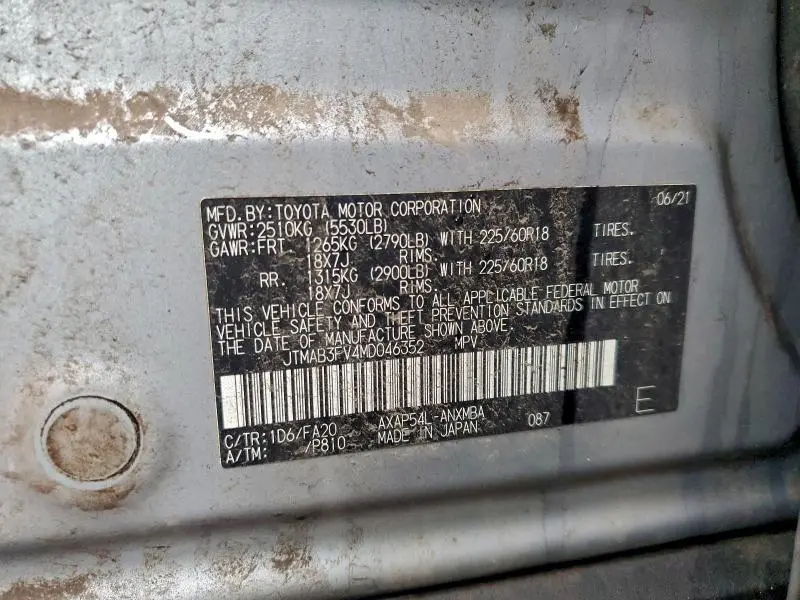 MFD.BY:TOYOTA MOTOR CORPORATION 06/21
GVWR:2510KG (5530LB)
GAWR:FRT. 1265KG (2790LB) WITH 225/60R18 TIRES.
18X7J RIMS.
RR. 1315KG (2900LB) WITH 225/60R18 TIRES.
18X7J RIMS.
THIS VEHICLE CONFORMS TO ALL APPLICABLE FEDERAL MOTOR
VEHICLE SAFETY AND THEFT PREVENTION STANDARDS IN EFFECT ON
THE DATE OF MANUFACTURE SHOWN ABOVE.
JTMAB3FV4MD046352 MPV
C/TR:1D6/FA20 AXAP54L-ANXMBA 087 E
A/TM: /P810 MADE IN JAPAN